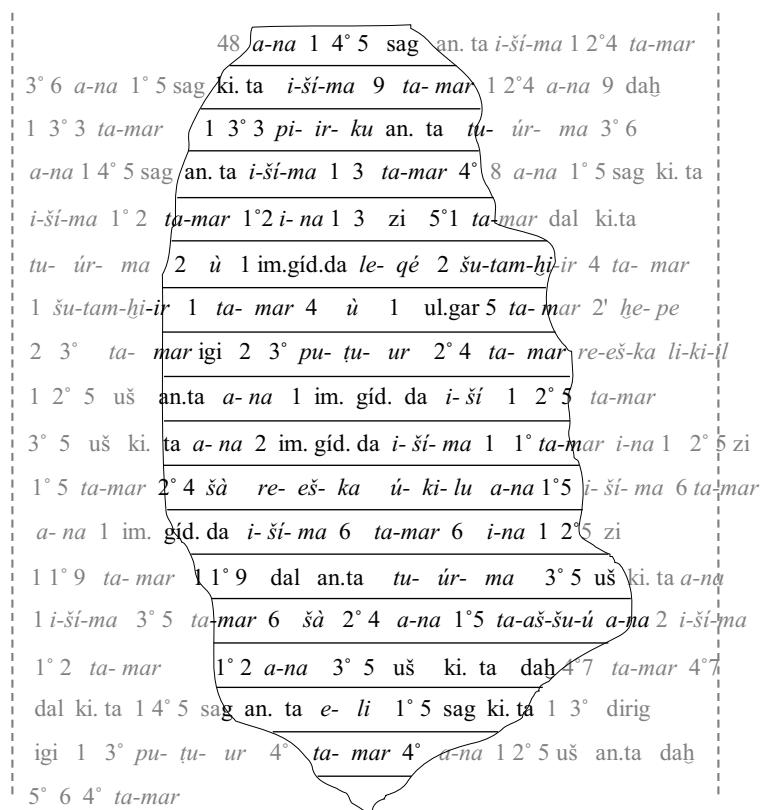 48 a-na 1 4° 5 sag an. ta i-ší-ma 1 2°4 ta-mar
3° 6 a-na 1° 5 sag ki. ta i-ší-ma 9 ta- mar 1 2°4 a-na 9 daḫ
1 3° 3 ta-mar 1 3° 3 pi- ir- ku an. ta tu- úr- ma 3° 6
a-na 1 4° 5 sag an. ta i-ší-ma 1 3 ta-mar 4° 8 a-na 1° 5 sag ki. ta
i-ší-ma 1° 2 ta-mar 1°2 i- na 1 3 zi 5°1 ta-mar dal ki.ta
tu- úr- ma 2 ù 1 im.gíd.da le- qé 2 šu-tam-ḫi-ir 4 ta- mar
1 šu-tam-ḫi-ir 1 ta- mar 4 ù 1 ul.gar 5 ta- mar 2' ḫe- pe
2 3° ta- mar igi 2 3° pu- ṭu- ur 2° 4 ta- mar re-eš-ka li-ki-il
1 2° 5 uš an.ta a- na 1 im. gíd. da i- ší 1 2° 5 ta-mar
3° 5 uš ki. ta a- na 2 im. gíd. da i- ší- ma 1 1° ta-mar i-na 1 2° 5 zi
1° 5 ta-mar 2° 4 šà re- eš- ka ú- ki- lu a-na 1°5 i- ší- ma 6 ta-mar
a- na 1 im. gíd. da i- ší- ma 6 ta-mar 6 i-na 1 2°5 zi
1 1° 9 ta- mar 1 1° 9 dal an.ta tu- úr- ma 3° 5 uš ki. ta a-na
1 i-ší-ma 3° 5 ta-mar 6 šà 2° 4 a-na 1°5 ta-aš-šu-ú a-na 2 i-ší-ma
1° 2 ta- mar 1° 2 a-na 3° 5 uš ki. ta daḫ 4°7 ta-mar 4°7
dal ki. ta 1 4° 5 sag an. ta e- li 1° 5 sag ki. ta 1 3° dirig
igi 1 3° pu- ṭu- ur 4° ta- mar 4° a-na 1 2° 5 uš an.ta daḫ
5° 6 4° ta-mar